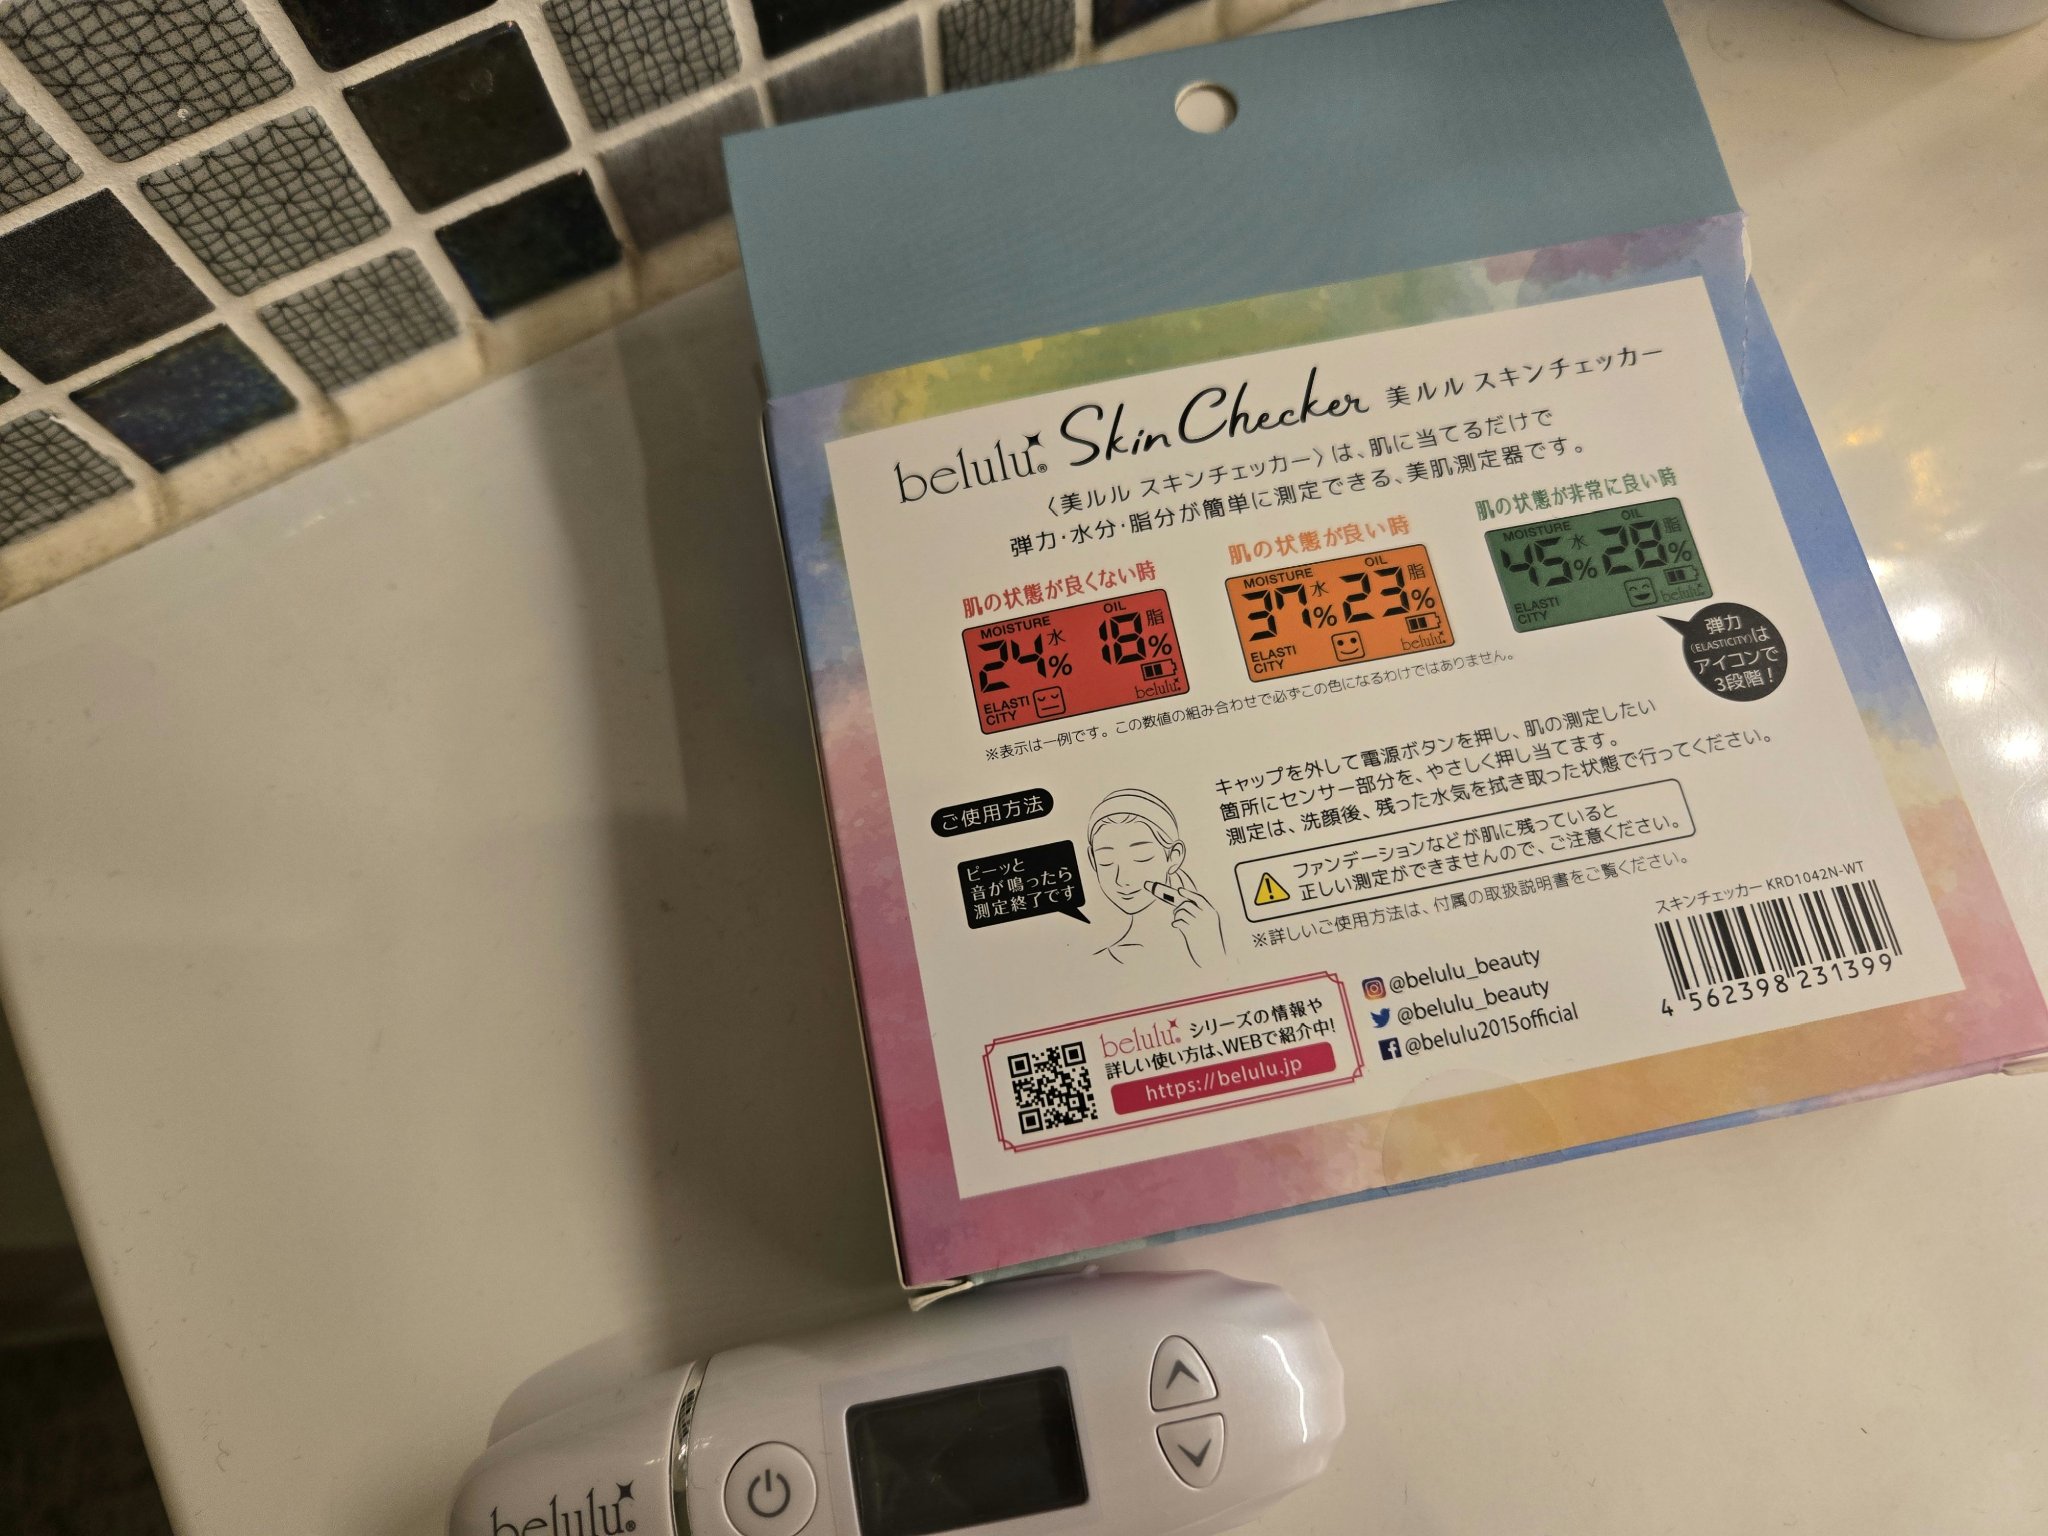 belulu® Skin Checker 美ルル スキンチェッカー
〈美ルル スキンチェッカー〉は、肌に当てるだけで
弾力・水分・脂分が簡単に測定できる、美肌測定器です。
肌の状態が良くない時
MOISTURE OIL
24 水 % 18 脂 %
ELASTI
CITY
belulu
肌の状態が良い時
MOISTURE OIL
37 水 % 23 脂 %
ELASTI
CITY
belulu
肌の状態が非常に良い時
MOISTURE OIL
45 水 % 28 脂 %
ELASTI
CITY
belulu
弾力
(ELASTICITY)は
アイコンで
3段階！
※表示は一例です。この数値の組み合わせで必ずこの色になるわけではありません。
ご使用方法
ピーッと
音が鳴ったら
測定終了です
キャップを外して電源ボタンを押し、肌の測定したい
箇所にセンサー部分を、やさしく押し当てます。
測定は、洗顔後、残った水気を拭き取った状態で行ってください。
ファンデーションなどが肌に残っていると
正しい測定ができませんので、ご注意ください。
※詳しいご使用方法は、付属の取扱説明書をご覧ください。
belulu® シリーズの情報や
詳しい使い方は、WEBで紹介中!
https://belulu.jp
@belulu_beauty
@belulu_beauty
@belulu2015official
スキンチェッカー KRD1042N-WT
4 562398 231399
belulu®